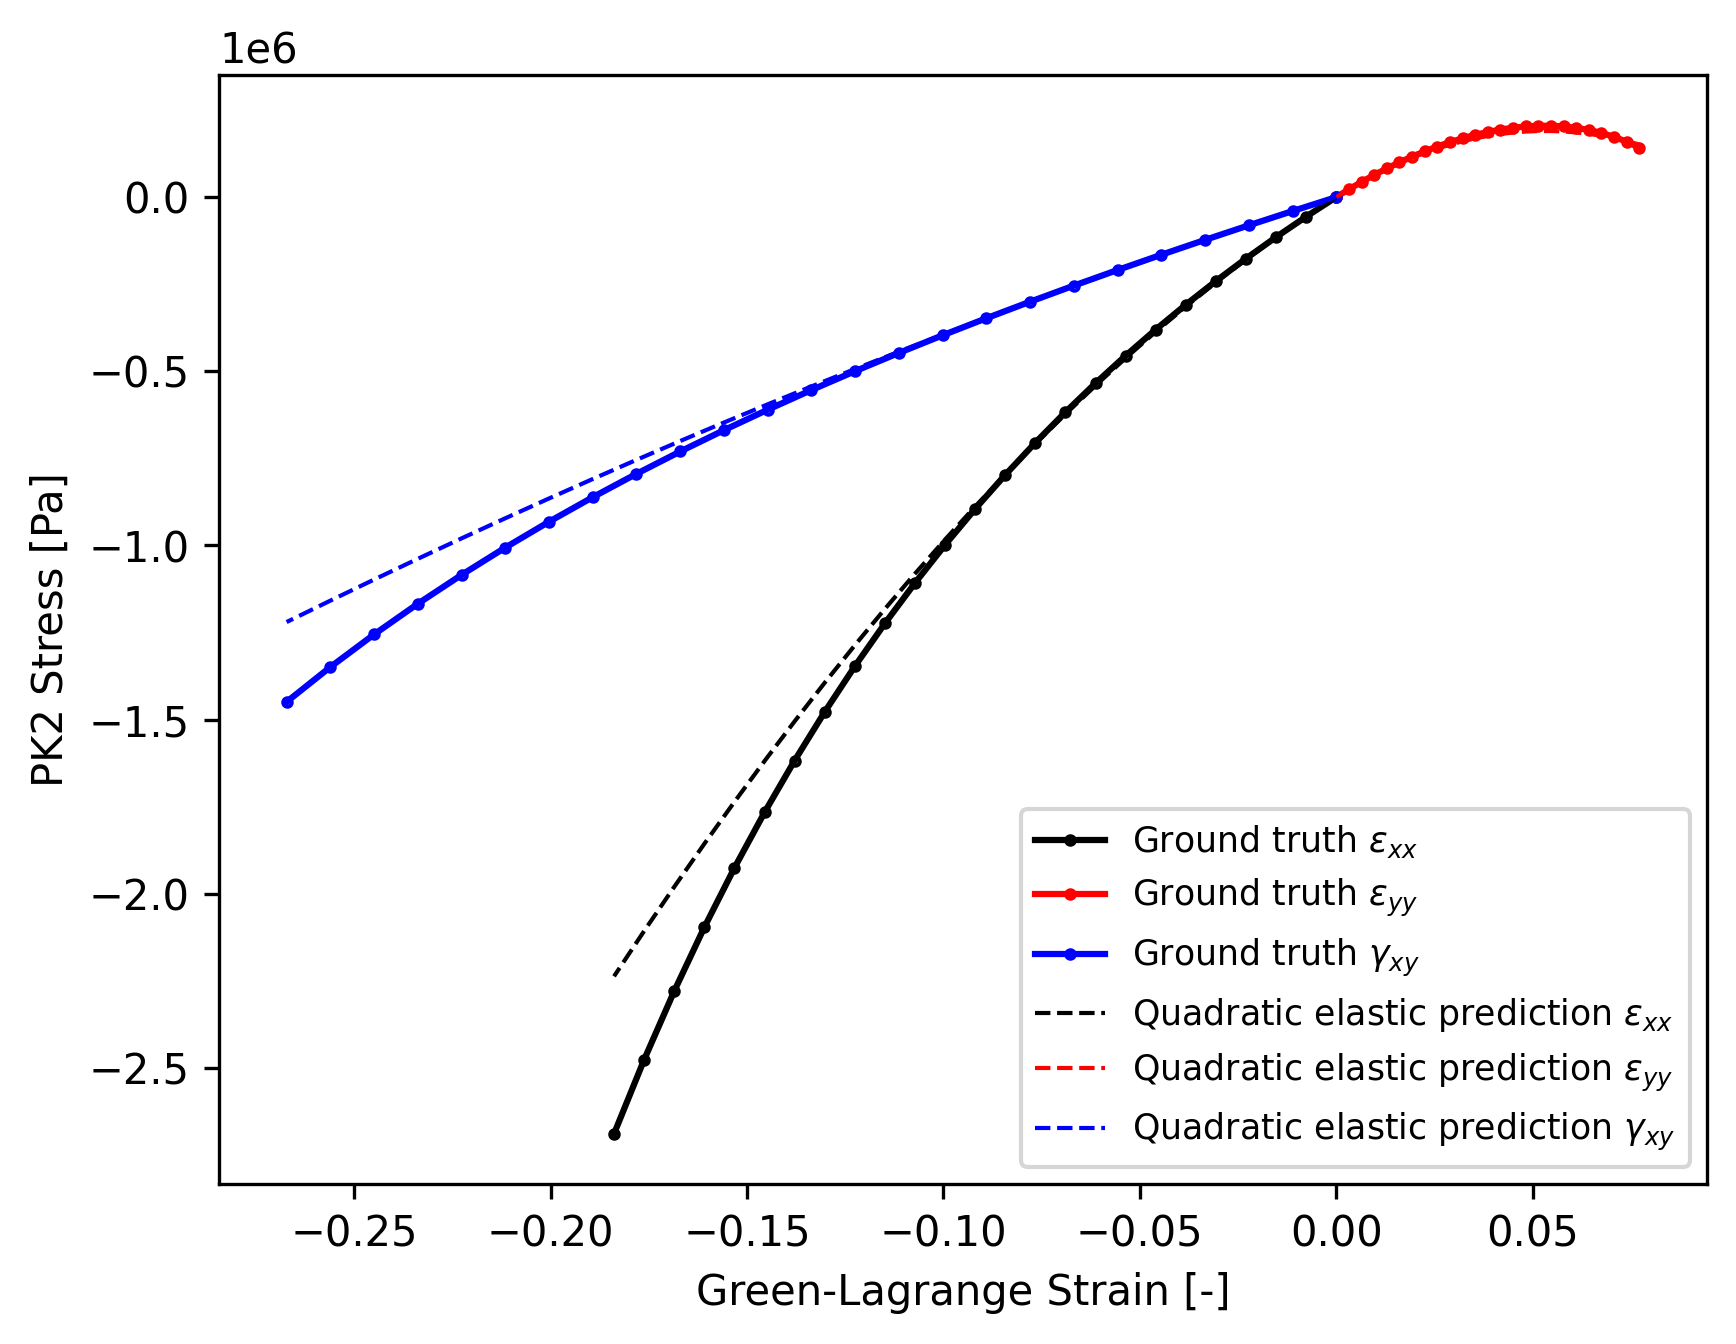 1e6
0.0
−0.5
−1.0
−1.5
−2.0
−2.5
PK2 Stress [Pa]
−0.25
−0.20
−0.15
−0.10
−0.05
0.00
0.05
Green-Lagrange Strain [-]
Ground truth εxx
Ground truth εyy
Ground truth γxy
Quadratic elastic prediction εxx
Quadratic elastic prediction εyy
Quadratic elastic prediction γxy